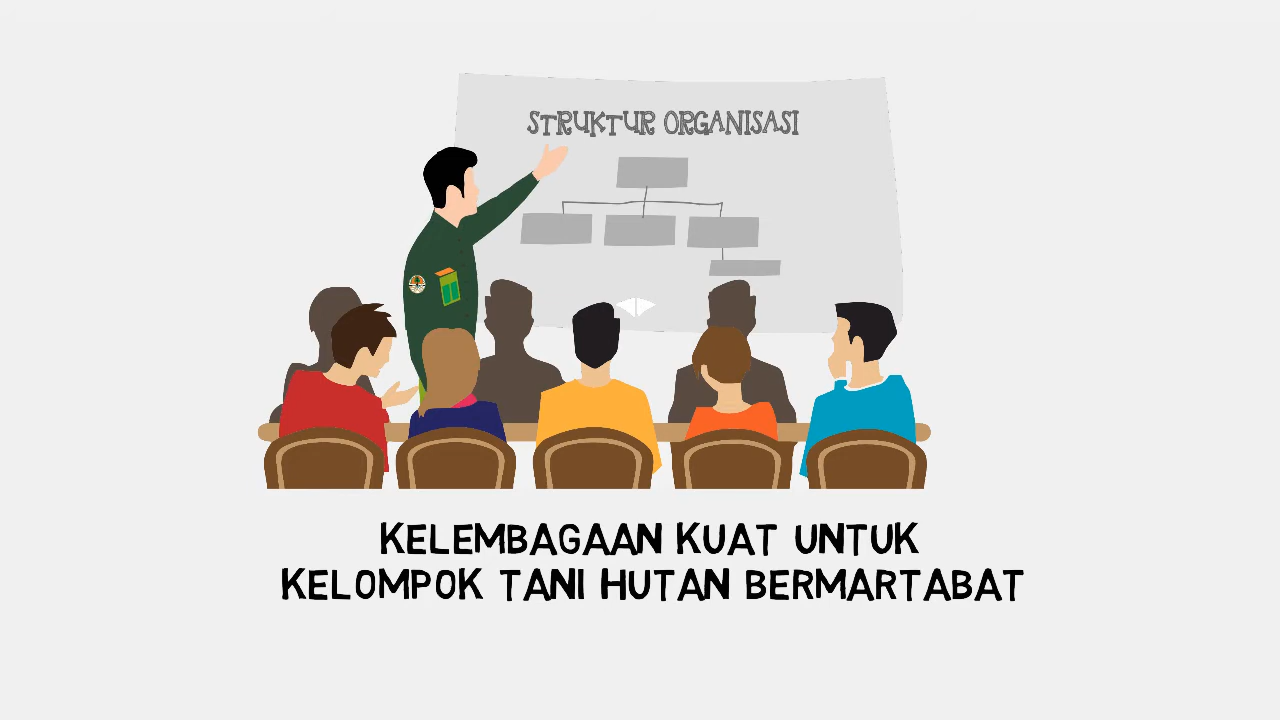 STRUKTUR ORGANISASI
KELEMBAGAAN KUAT UNTUK
KELOMPOK TANI HUTAN BERMARTABAT